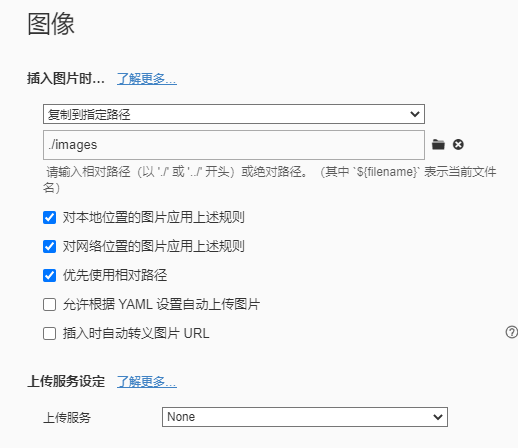 图像
插入图片时... 了解更多...
复制到指定路径
./images
请输入相对路径（以 './' 或 '../' 开头）或绝对路径。（其中 `${filename}` 表示当前文件
名）
对本地位置的图片应用上述规则
对网络位置的图片应用上述规则
优先使用相对路径
允许根据 YAML 设置自动上传图片
插入时自动转义图片 URL
上传服务设定 了解更多...
上传服务 None